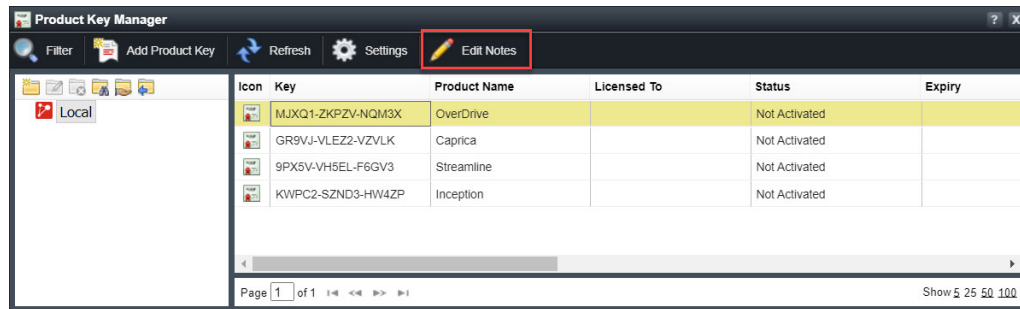 Product Key Manager ? X
Filter Add Product Key Refresh Settings Edit Notes
Local
Icon Key Product Name Licensed To Status Expiry
MJXQ1-ZKPZV-NQM3X OverDrive Not Activated
GR9VJ-VLEZ2-VZVLK Caprica Not Activated
9PX5V-VH5EL-F6GV3 Streamline Not Activated
KWPC2-SZND3-HW4ZP Inception Not Activated
Page 1 of 1 Show 5 25 50 100